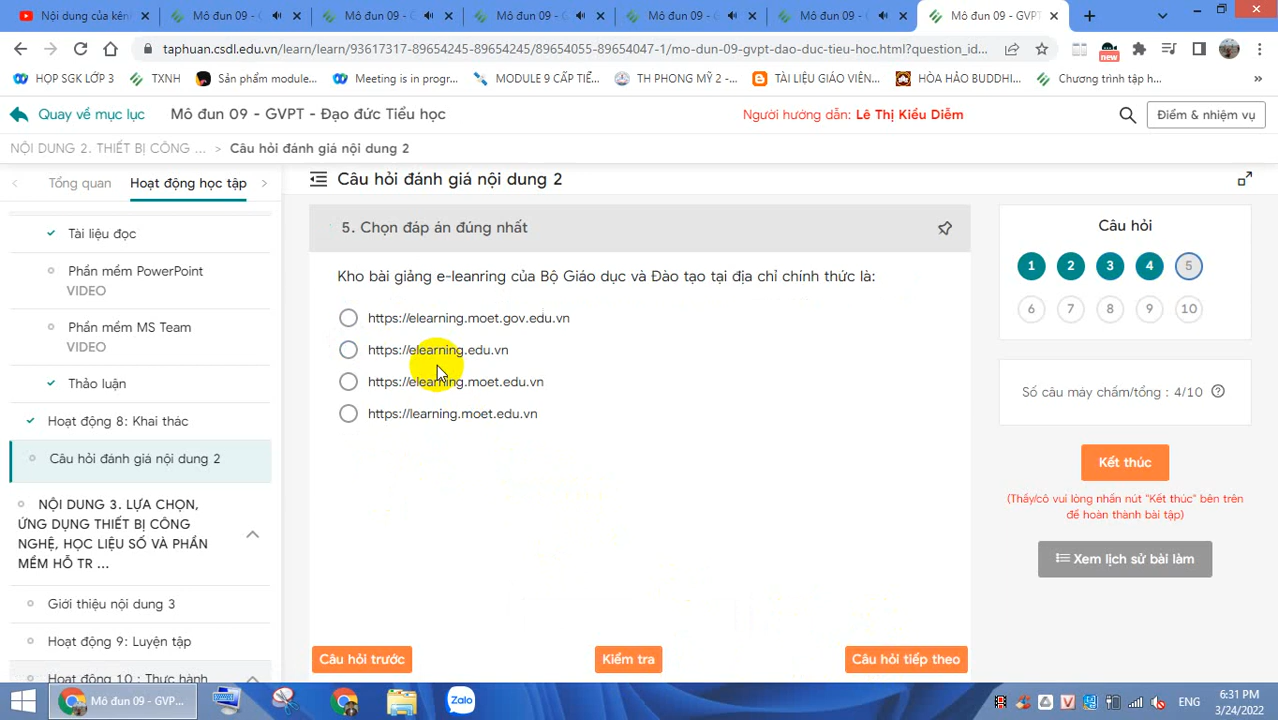 Nội dung của kênh
Mô đun 09 - G
Mô đun 09 - GVPT - E
Mô đun 09 - G
Mô đun 09 - G
Mô đun 09 - G
Mô đun 09 - GVPT
taphuan.csdl.edu.vn/learn/learn/93617317-89654245-89654245-89654055-89654047-1/mo-dun-09-gvpt-dao-duc-tieu-hoc.html?question_id...
new
HOP SGK LỚP 3
TXNH
Sản phẩm module...
Meeting is in progr...
MODULE 9 CẤP TIỂ...
TH PHONG MỸ 2 -...
TÀI LIỆU GIÁO VIÊN...
HÒA HẢO BUDDHI...
Chương trình tập h...
»
Quay về mục lục
Mô đun 09 - GVPT - Đạo đức Tiểu học
Người hướng dẫn: Lê Thị Kiều Diễm
Điểm & nhiệm vụ
NỘI DUNG 2. THIẾT BỊ CÔNG ... > Câu hỏi đánh giá nội dung 2
Tổng quan
Hoạt động học tập
Tài liệu đọc
Phần mềm PowerPoint
VIDEO
Phần mềm MS Team
VIDEO
Thảo luận
Hoạt động 8: Khai thác
Câu hỏi đánh giá nội dung 2
NỘI DUNG 3. LỰA CHỌN,
ỨNG DỤNG THIẾT BỊ CÔNG
NGHỆ, HỌC LIỆU SỐ VÀ PHẦN
MỀM HỖ TR ...
Giới thiệu nội dung 3
Hoạt động 9: Luyện tập
Hoạt động 10 : Thực hành
Câu hỏi đánh giá nội dung 2
5. Chọn đáp án đúng nhất
Kho bài giảng e-leanring của Bộ Giáo dục và Đào tạo tại địa chỉ chính thức là:
https://elearning.moet.gov.edu.vn
https://elearning.edu.vn
https://elearning.moet.edu.vn
https://learning.moet.edu.vn
Câu hỏi trước
Kiểm tra
Câu hỏi tiếp theo
Câu hỏi
1 2 3 4 5
6 7 8 9 10
Số câu máy chấm/tổng : 4/10
Kết thúc
(Thầy/cô vui lòng nhấn nút "Kết thúc" bên trên
để hoàn thành bài tập)
Xem lịch sử bài làm
Mô đun 09 - GVP...
Zalo
ENG
6:31 PM
3/24/2022